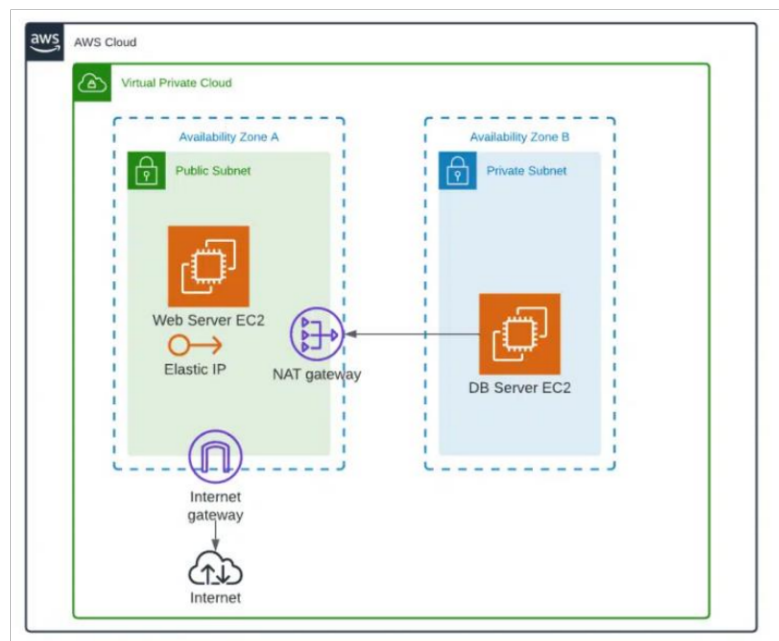 aws
AWS Cloud
Virtual Private Cloud
Availability Zone A
Public Subnet
Web Server EC2
Elastic IP
NAT gateway
Internet
gateway
Internet
Availability Zone B
Private Subnet
DB Server EC2